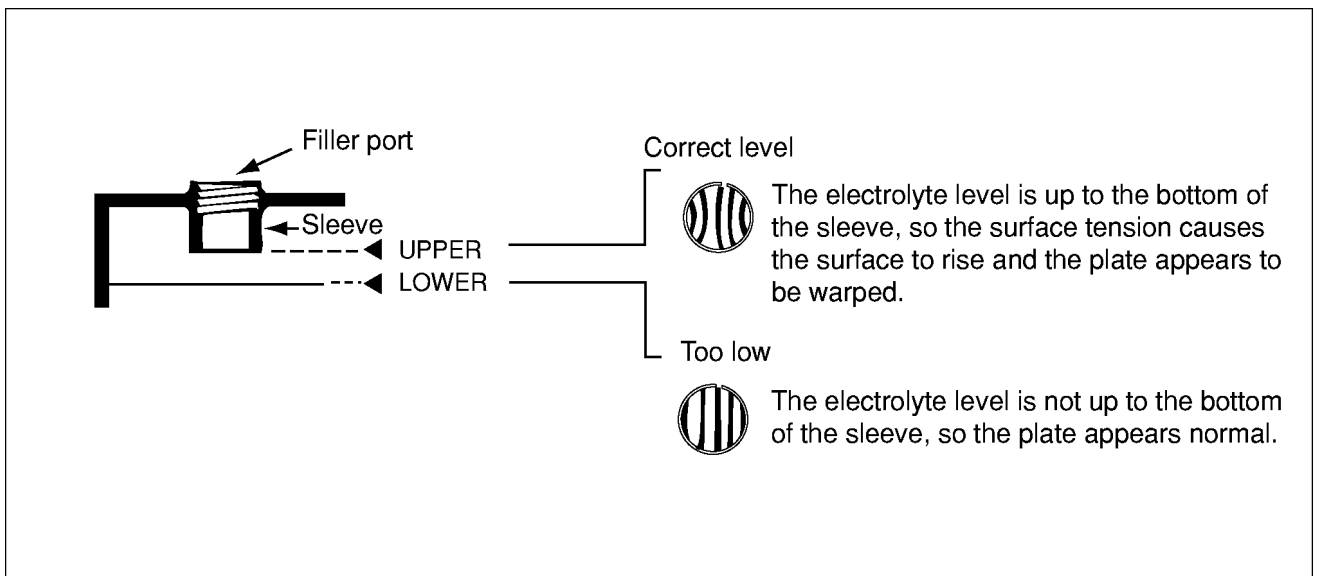 Filler port
Sleeve
UPPER
LOWER
Correct level
The electrolyte level is up to the bottom of
the sleeve, so the surface tension causes
the surface to rise and the plate appears to
be warped.
Too low
The electrolyte level is not up to the bottom
of the sleeve, so the plate appears normal.